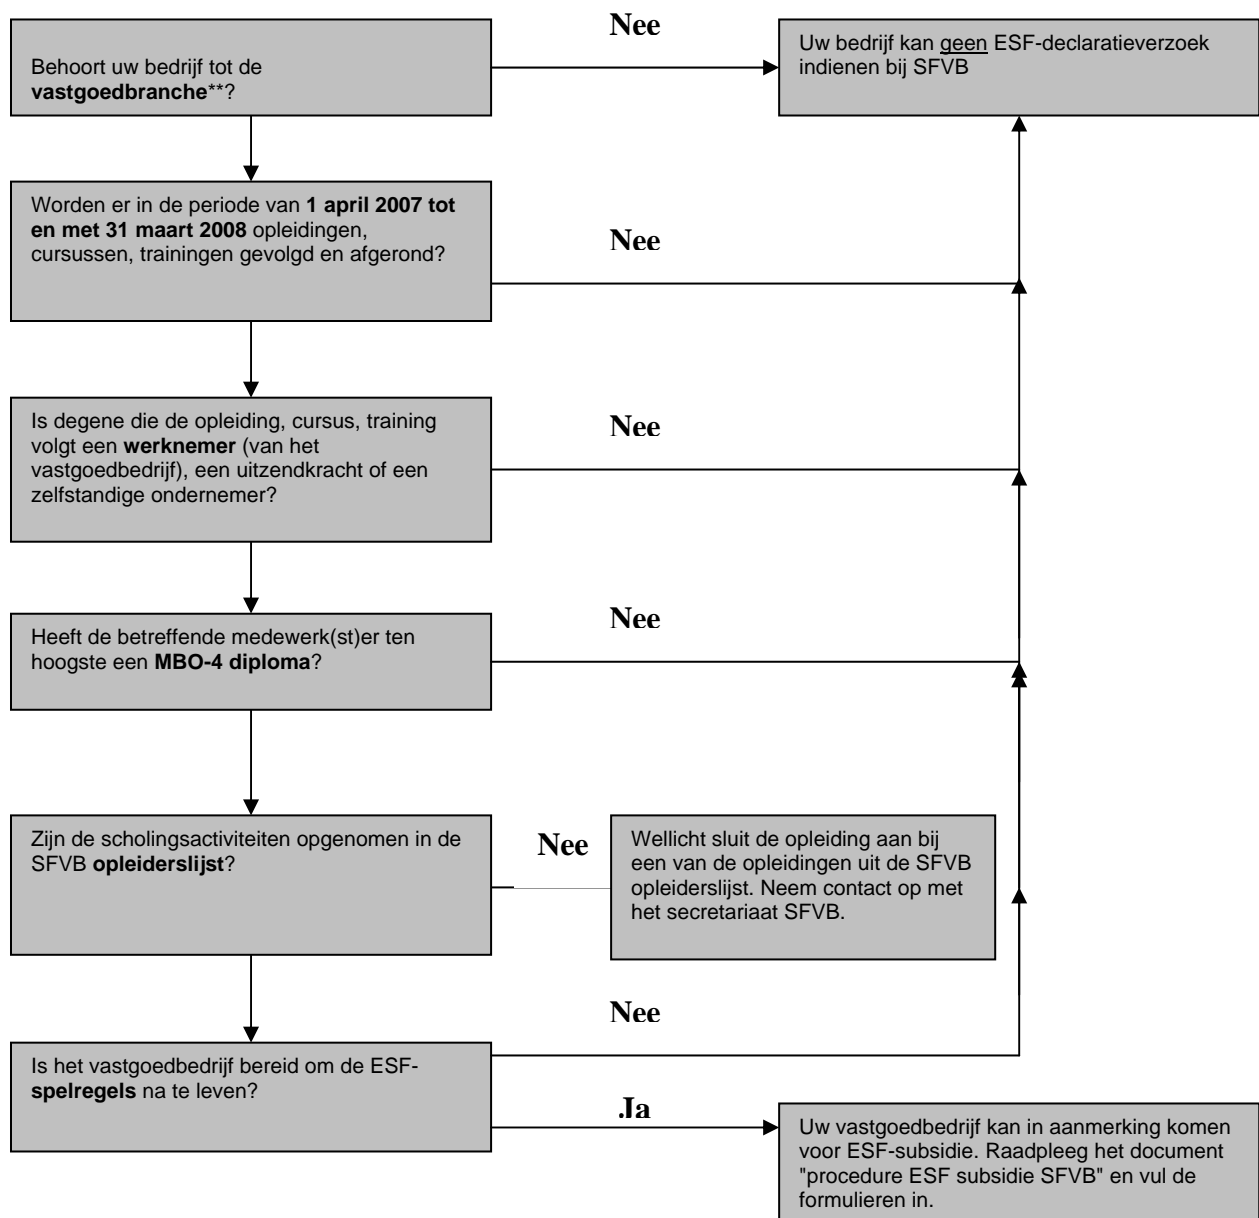 Nee
Behoort uw bedrijf tot de
vastgoedbranche**?
Uw bedrijf kan geen ESF-declaratieverzoek
indienen bij SFVB
Worden er in de periode van 1 april 2007 tot
en met 31 maart 2008 opleidingen,
cursussen, trainingen gevolgd en afgerond?
Nee
Is degene die de opleiding, cursus, training
volgt een werknemer (van het
vastgoedbedrijf), een uitzendkracht of een
zelfstandige ondernemer?
Nee
Heeft de betreffende medewerk(st)er ten
hoogste een MBO-4 diploma?
Nee
Zijn de scholingsactiviteiten opgenomen in de
SFVB opleiderslijst?
Nee
Wellicht sluit de opleiding aan bij
een van de opleidingen uit de SFVB
opleiderslijst. Neem contact op met
het secretariaat SFVB.
Nee
Is het vastgoedbedrijf bereid om de ESF-
spelregels na te leven?
Ja
Uw vastgoedbedrijf kan in aanmerking komen
voor ESF-subsidie. Raadpleeg het document
"procedure ESF subsidie SFVB" en vul de
formulieren in.